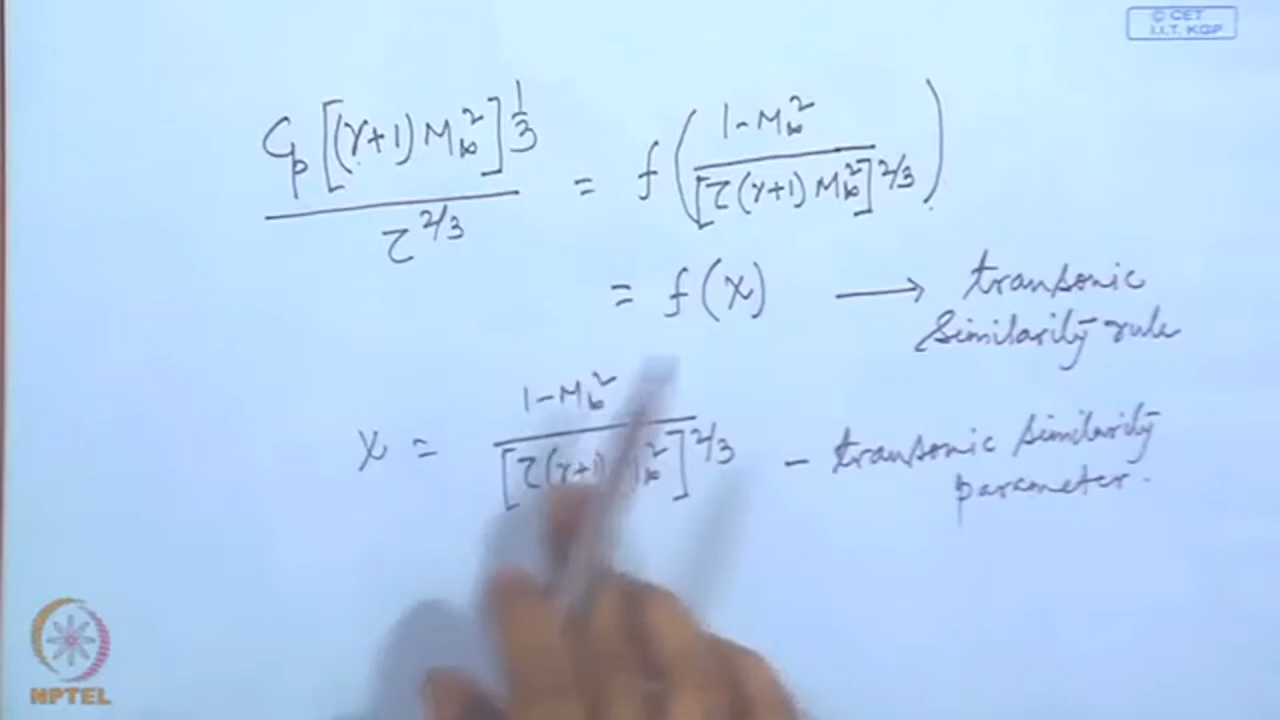 © CET
I.I.T. KGP
Cp[(γ+1)M∞²]^1/3 / τ^2/3 = f(1-M∞² / [τ(γ+1)M∞²]^2/3)
= f(χ) → transonic
similarity rule
χ = 1-M∞² / [τ(γ+1) M∞²]^2/3 - transonic similarity
parameter.
NPTEL